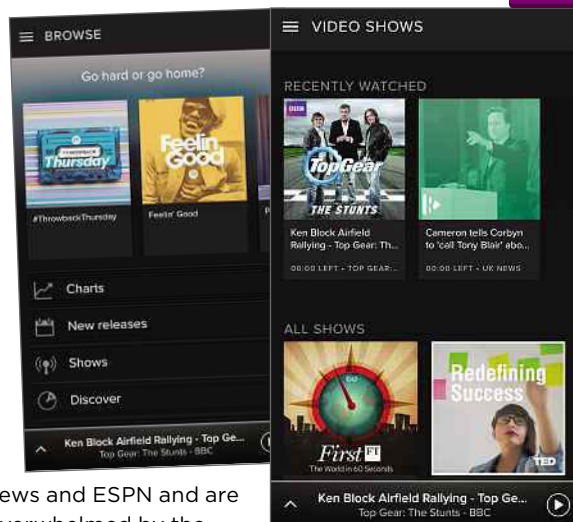 BROWSE
Go hard or go home?
THROWBACK
Thursday
Feelin'
Good
#ThrowbackThursday
Feelin' Good
Charts
New releases
Shows
Discover
Ken Block Airfield Rallying - Top Ge...
Top Gear: The Stunts - BBC
VIDEO SHOWS
RECENTLY WATCHED
BBC
TopGear
THE STUNTS
Ken Block Airfield
Rallying - Top Gear: Th...
00:00 LEFT • TOP GEAR:...
Cameron tells Corbyn
to 'call Tony Blair' abo...
00:00 LEFT • UK NEWS
ALL SHOWS
First FT
The World in 60 Seconds
Redefining
Success
TED
Ken Block Airfield Rallying - Top Ge...
Top Gear: The Stunts - BBC
ews and ESPN and are